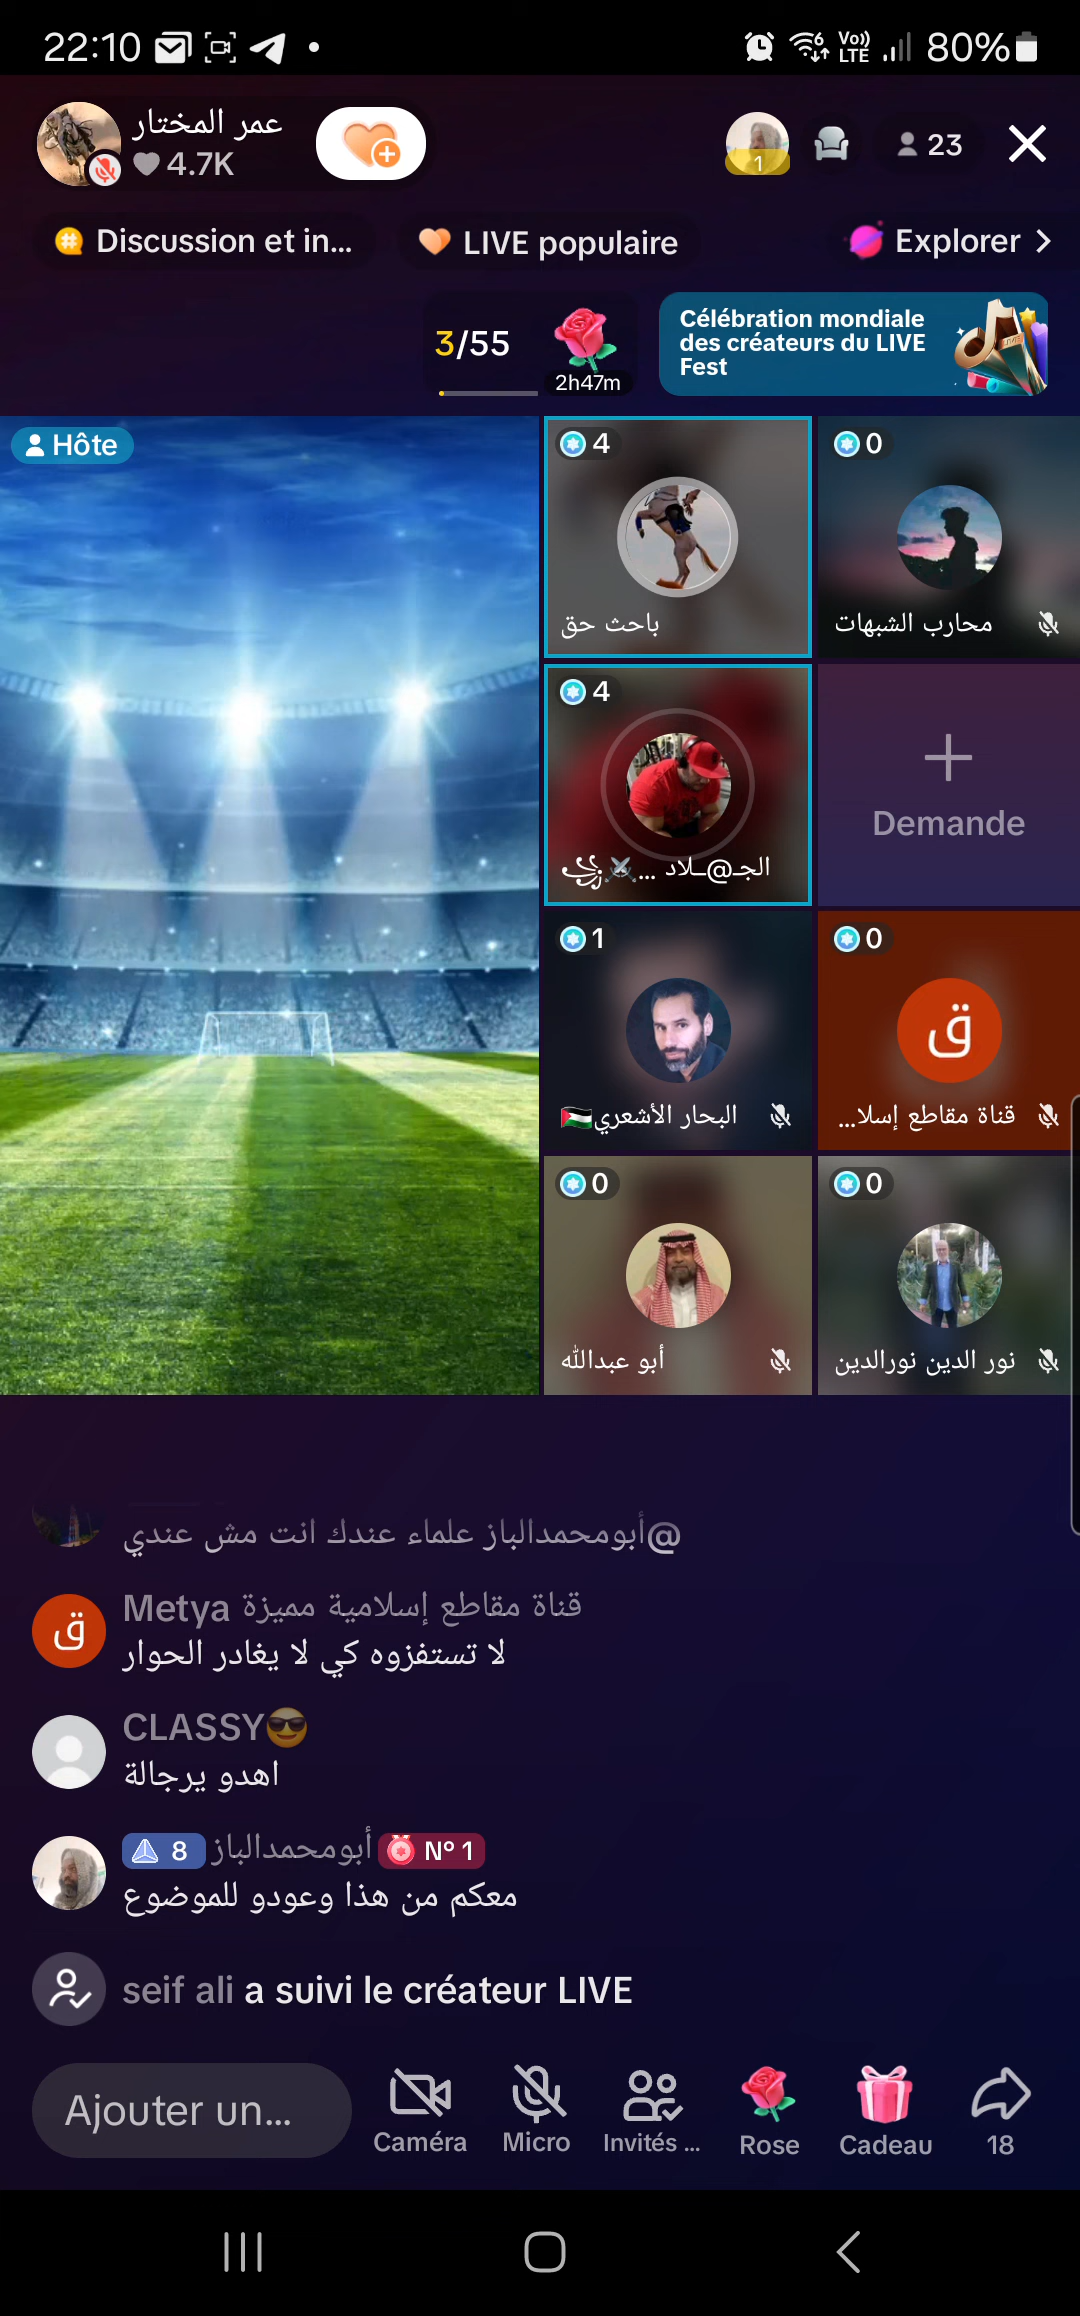 22:10
Vo))
LTE
80%
عمر المختار
4.7K
1
23
Discussion et in...
LIVE populaire
Explorer
3/55
2h47m
Célébration mondiale
des créateurs du LIVE
Fest
Hôte
4
باحث حق
0
محارب الشبهات
4
الجـ@ـلاد ...
Demande
1
البحار الأشعري🇵🇸
0
ق
قناة مقاطع إسلا...
0
أبو عبدالله
0
نور الدين نورالدين
@أبومحمدالباز علماء عندك انت مش عندي
ق
Metya قناة مقاطع إسلامية مميزة
لا تستفزوه كي لا يغادر الحوار
CLASSY😎
اهدو يرجالة
8 أبومحمدالباز Nº 1
معكم من هذا وعودو للموضوع
seif ali a suivi le créateur LIVE
Ajouter un...
Caméra
Micro
Invités ...
Rose
Cadeau
18